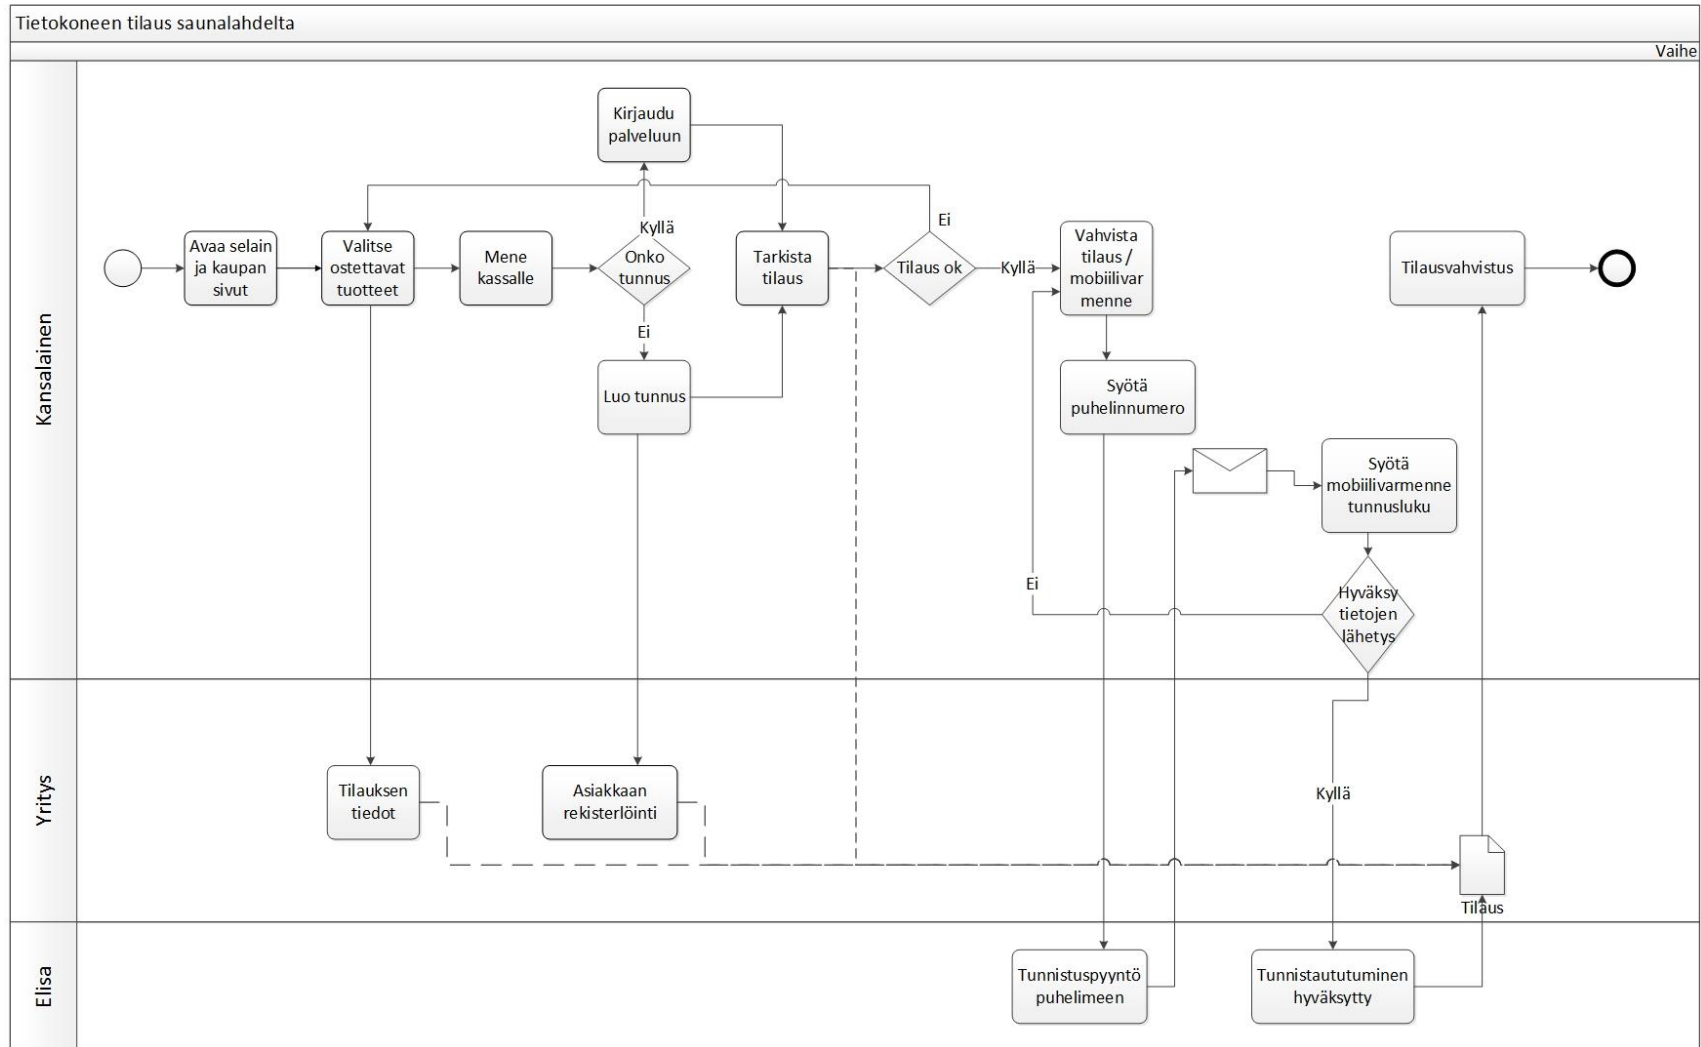 Tietokoneen tilaus saunalahdelta
Vaihe
Kansalainen
Kirjaudu
palveluun
Kyllä
Ei
Avaa selain
ja kaupan
sivut
Valitse
ostettavat
tuotteet
Mene
kassalle
Onko
tunnus
Tarkista
tilaus
Tilaus ok
Kyllä
Vahvista
tilaus /
mobiilivar
menne
Tilausvahvistus
Ei
Luo tunnus
Syötä
puhelinnumero
Syötä
mobiilivarmenne
tunnusluku
Ei
Hyväksy
tietojen
lähetys
Yritys
Tilauksen
tiedot
Asiakkaan
rekisterlöinti
Kyllä
Tilaus
Elisa
Tunnistuspyyntö
puhelimeen
Tunnistaututuminen
hyväksytty